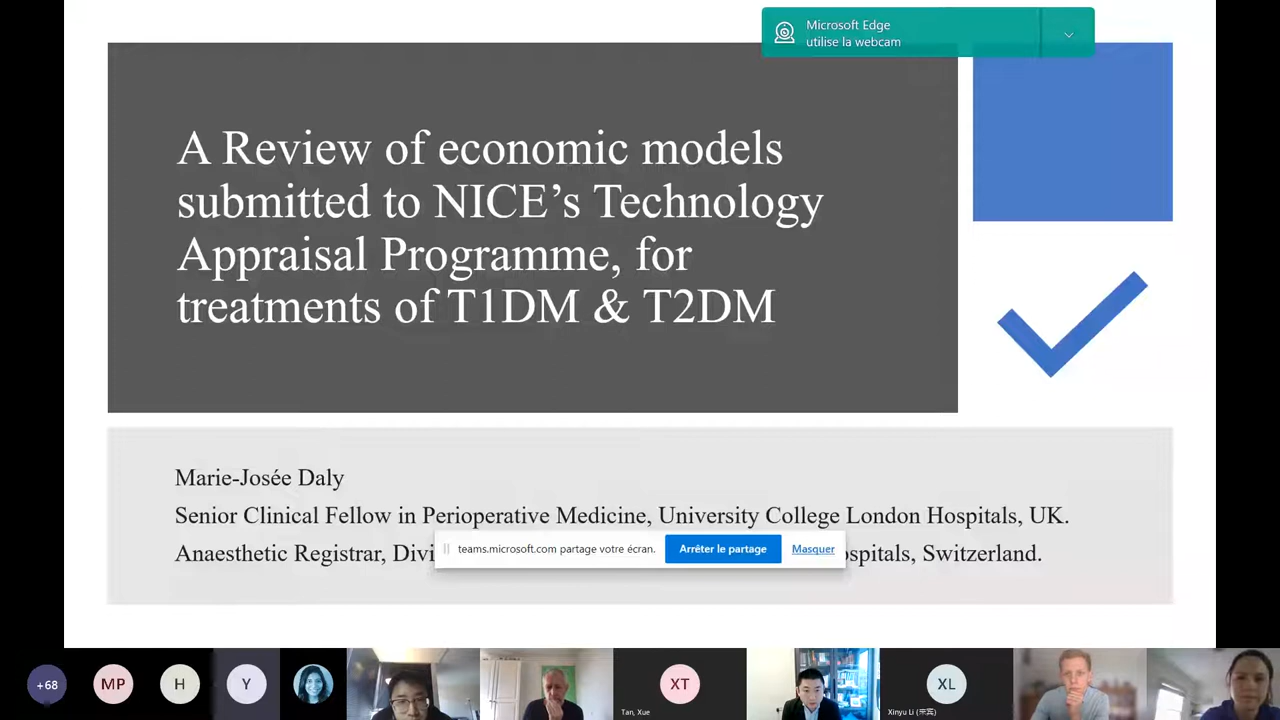 Microsoft Edge
utilise la webcam
A Review of economic models
submitted to NICE’s Technology
Appraisal Programme, for
treatments of T1DM & T2DM
Marie-Josée Daly
Senior Clinical Fellow in Perioperative Medicine, University College London Hospitals, UK.
Anaesthetic Registrar, Divi
teams.microsoft.com partage votre écran.
Arrêter le partage
Masquer
ospitals, Switzerland.
+68
MP
H
Y
XT
Tan, Xue
XL
Xinyu Li